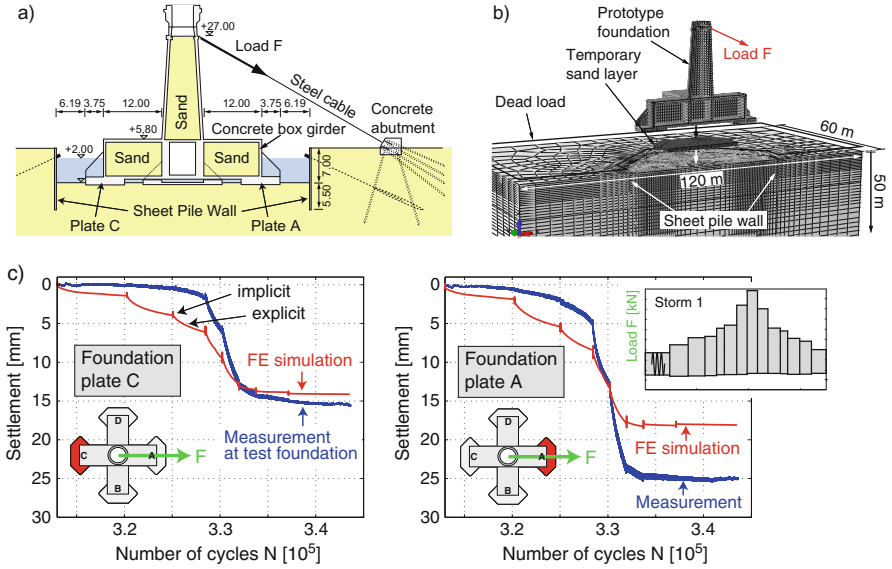 a)
+27.00
Load F
Steel cable
6.19
3.75
12.00
Sand
12.00
3.75
6.19
Concrete abutment
+5,80
Concrete box girder
+2,00
Sand
Sand
7.00
5.50
Sheet Pile Wall
Plate C
Plate A
b)
Prototype foundation
Load F
Temporary sand layer
Dead load
60 m
50 m
120 m
Sheet pile wall
c)
Settlement [mm]
0
5
10
15
20
25
30
implicit
explicit
Foundation plate C
FE simulation
Measurement at test foundation
D
C
A
B
F
3.2
3.3
3.4
Number of cycles N [10⁵]
Settlement [mm]
0
5
10
15
20
25
30
Load F [kN]
Storm 1
Foundation plate A
FE simulation
Measurement
D
C
A
B
F
3.2
3.3
3.4
Number of cycles N [10⁵]